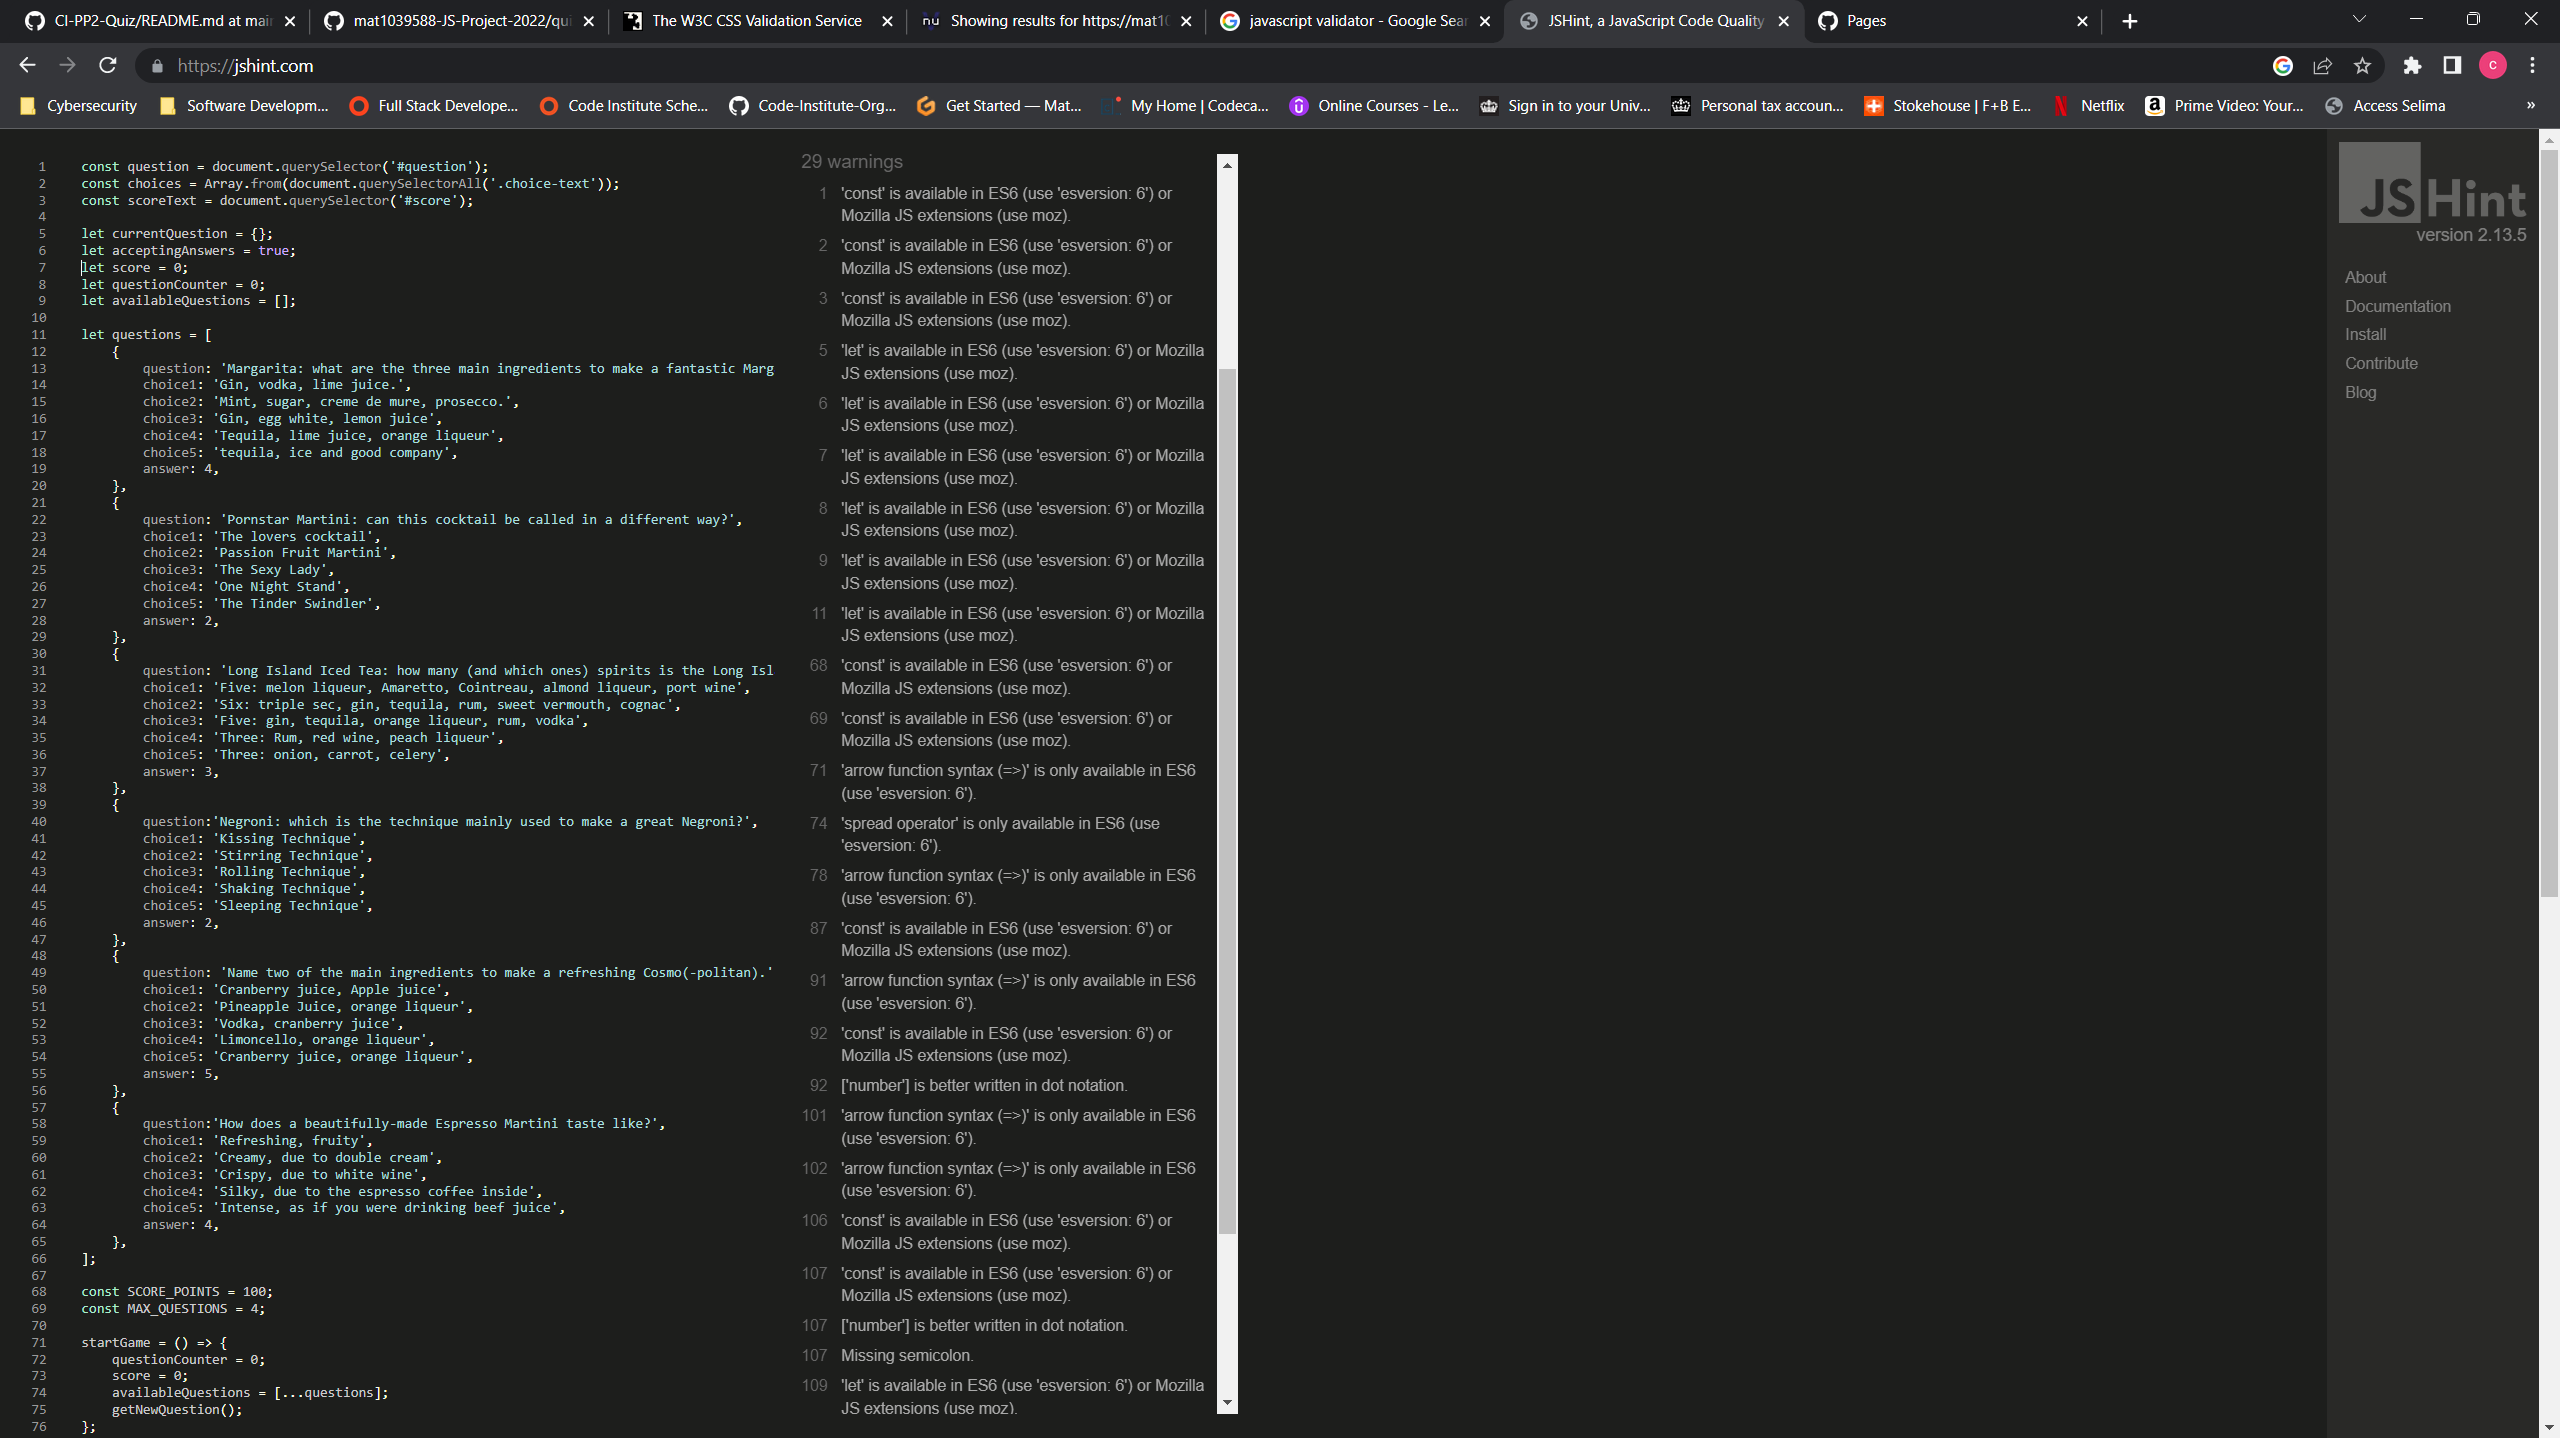 CI-PP2-Quiz/README.md at mai
mat1039588-JS-Project-2022/qui
The W3C CSS Validation Service
Showing results for https://mat10
javascript validator - Google Sear
JSHint, a JavaScript Code Quality
Pages
https://jshint.com
Cybersecurity
Software Developm...
Full Stack Develope...
Code Institute Sche...
Code-Institute-Org...
Get Started — Mat...
My Home | Codeca...
Online Courses - Le...
Sign in to your Univ...
Personal tax accoun...
Stokehouse | F+B E...
Netflix
Prime Video: Your...
Access Selima
»
1 const question = document.querySelector('#question');
2 const choices = Array.from(document.querySelectorAll('.choice-text'));
3 const scoreText = document.querySelector('#score');
4
5 let currentQuestion = {};
6 let acceptingAnswers = true;
7 let score = 0;
8 let questionCounter = 0;
9 let availableQuestions = [];
10
11 let questions = [
12 {
13 question: 'Margarita: what are the three main ingredients to make a fantastic Marg
14 choice1: 'Gin, vodka, lime juice.',
15 choice2: 'Mint, sugar, creme de mure, prosecco.',
16 choice3: 'Gin, egg white, lemon juice',
17 choice4: 'Tequila, lime juice, orange liqueur',
18 choice5: 'tequila, ice and good company',
19 answer: 4,
20 },
21 {
22 question: 'Pornstar Martini: can this cocktail be called in a different way?',
23 choice1: 'The lovers cocktail',
24 choice2: 'Passion Fruit Martini',
25 choice3: 'The Sexy Lady',
26 choice4: 'One Night Stand',
27 choice5: 'The Tinder Swindler',
28 answer: 2,
29 },
30 {
31 question: 'Long Island Iced Tea: how many (and which ones) spirits is the Long Isl
32 choice1: 'Five: melon liqueur, Amaretto, Cointreau, almond liqueur, port wine',
33 choice2: 'Six: triple sec, gin, tequila, rum, sweet vermouth, cognac',
34 choice3: 'Five: gin, tequila, orange liqueur, rum, vodka',
35 choice4: 'Three: Rum, red wine, peach liqueur',
36 choice5: 'Three: onion, carrot, celery',
37 answer: 3,
38 },
39 {
40 question:'Negroni: which is the technique mainly used to make a great Negroni?',
41 choice1: 'Kissing Technique',
42 choice2: 'Stirring Technique',
43 choice3: 'Rolling Technique',
44 choice4: 'Shaking Technique',
45 choice5: 'Sleeping Technique',
46 answer: 2,
47 },
48 {
49 question: 'Name two of the main ingredients to make a refreshing Cosmo(-politan).'
50 choice1: 'Cranberry juice, Apple juice',
51 choice2: 'Pineapple Juice, orange liqueur',
52 choice3: 'Vodka, cranberry juice',
53 choice4: 'Limoncello, orange liqueur',
54 choice5: 'Cranberry juice, orange liqueur',
55 answer: 5,
56 },
57 {
58 question:'How does a beautifully-made Espresso Martini taste like?',
59 choice1: 'Refreshing, fruity',
60 choice2: 'Creamy, due to double cream',
61 choice3: 'Crispy, due to white wine',
62 choice4: 'Silky, due to the espresso coffee inside',
63 choice5: 'Intense, as if you were drinking beef juice',
64 answer: 4,
65 },
66 ];
67
68 const SCORE_POINTS = 100;
69 const MAX_QUESTIONS = 4;
70
71 startGame = () => {
72 questionCounter = 0;
73 score = 0;
74 availableQuestions = [...questions];
75 getNewQuestion();
76 };
29 warnings
1 'const' is available in ES6 (use 'esversion: 6') or
Mozilla JS extensions (use moz).
2 'const' is available in ES6 (use 'esversion: 6') or
Mozilla JS extensions (use moz).
3 'const' is available in ES6 (use 'esversion: 6') or
Mozilla JS extensions (use moz).
5 'let' is available in ES6 (use 'esversion: 6') or Mozilla
JS extensions (use moz).
6 'let' is available in ES6 (use 'esversion: 6') or Mozilla
JS extensions (use moz).
7 'let' is available in ES6 (use 'esversion: 6') or Mozilla
JS extensions (use moz).
8 'let' is available in ES6 (use 'esversion: 6') or Mozilla
JS extensions (use moz).
9 'let' is available in ES6 (use 'esversion: 6') or Mozilla
JS extensions (use moz).
11 'let' is available in ES6 (use 'esversion: 6') or Mozilla
JS extensions (use moz).
68 'const' is available in ES6 (use 'esversion: 6') or
Mozilla JS extensions (use moz).
69 'const' is available in ES6 (use 'esversion: 6') or
Mozilla JS extensions (use moz).
71 'arrow function syntax (=>)' is only available in ES6
(use 'esversion: 6').
74 'spread operator' is only available in ES6 (use
'esversion: 6').
78 'arrow function syntax (=>)' is only available in ES6
(use 'esversion: 6').
87 'const' is available in ES6 (use 'esversion: 6') or
Mozilla JS extensions (use moz).
91 'arrow function syntax (=>)' is only available in ES6
(use 'esversion: 6').
92 'const' is available in ES6 (use 'esversion: 6') or
Mozilla JS extensions (use moz).
92 ['number'] is better written in dot notation.
101 'arrow function syntax (=>)' is only available in ES6
(use 'esversion: 6').
102 'arrow function syntax (=>)' is only available in ES6
(use 'esversion: 6').
106 'const' is available in ES6 (use 'esversion: 6') or
Mozilla JS extensions (use moz).
107 'const' is available in ES6 (use 'esversion: 6') or
Mozilla JS extensions (use moz).
107 ['number'] is better written in dot notation.
107 Missing semicolon.
109 'let' is available in ES6 (use 'esversion: 6') or Mozilla
JS extensions (use moz).
JSHint
version 2.13.5
About
Documentation
Install
Contribute
Blog